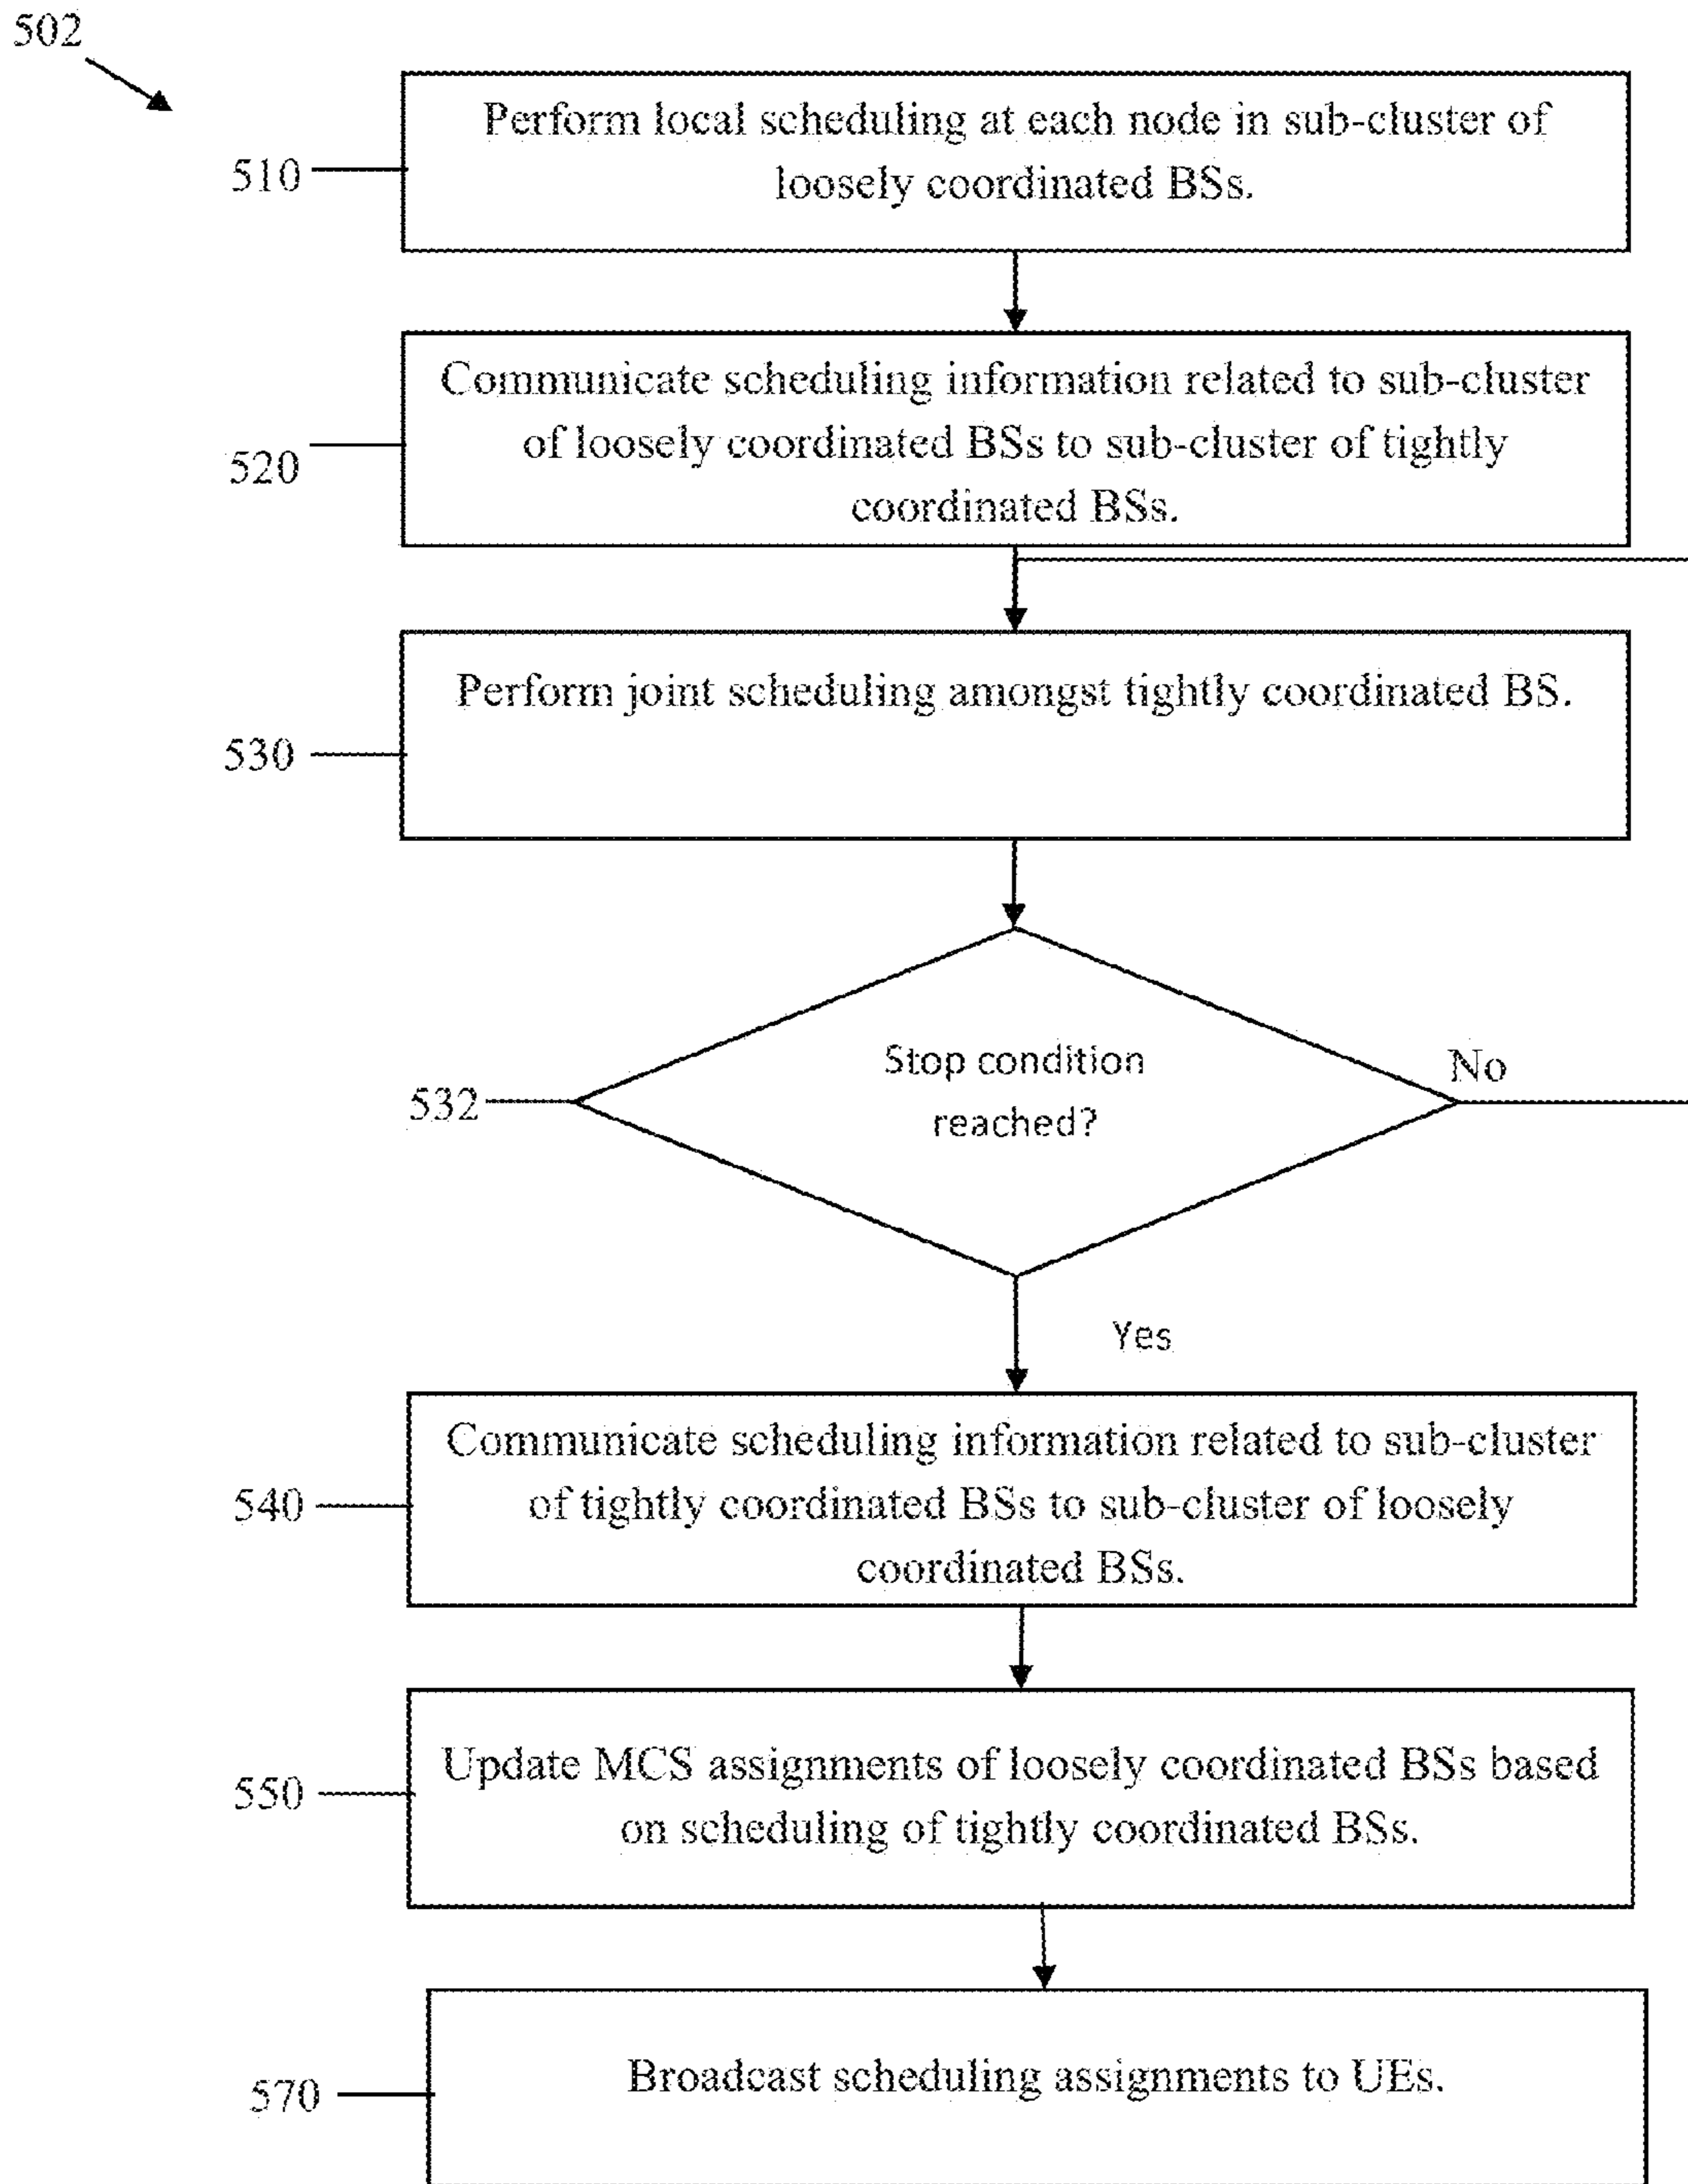 502
Perform local scheduling at each node in sub-cluster of
loosely coordinated BSs.
510
Communicate scheduling information related to sub-cluster
of loosely coordinated BSs to sub-cluster of tightly
coordinated BSs.
520
Perform joint scheduling amongst tightly coordinated BS.
530
Stop condition
reached?
No
532
Yes
Communicate scheduling information related to sub-cluster
of tightly coordinated BSs to sub-cluster of loosely
coordinated BSs.
540
Update MCS assignments of loosely coordinated BSs based
on scheduling of tightly coordinated BSs.
550
Broadcast scheduling assignments to UEs.
570